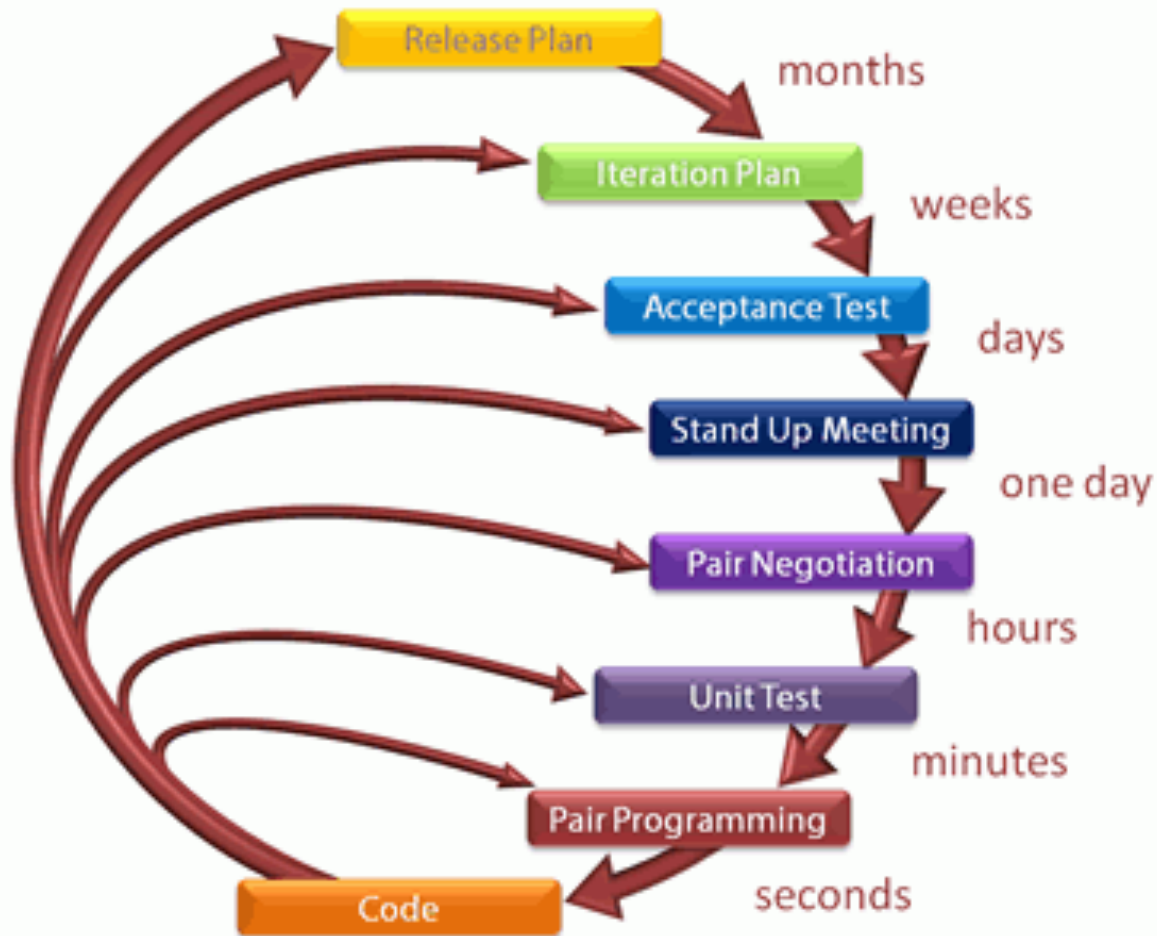 Release Plan
months
Iteration Plan
weeks
Acceptance Test
days
Stand Up Meeting
one day
Pair Negotiation
hours
Unit Test
minutes
Pair Programming
seconds
Code